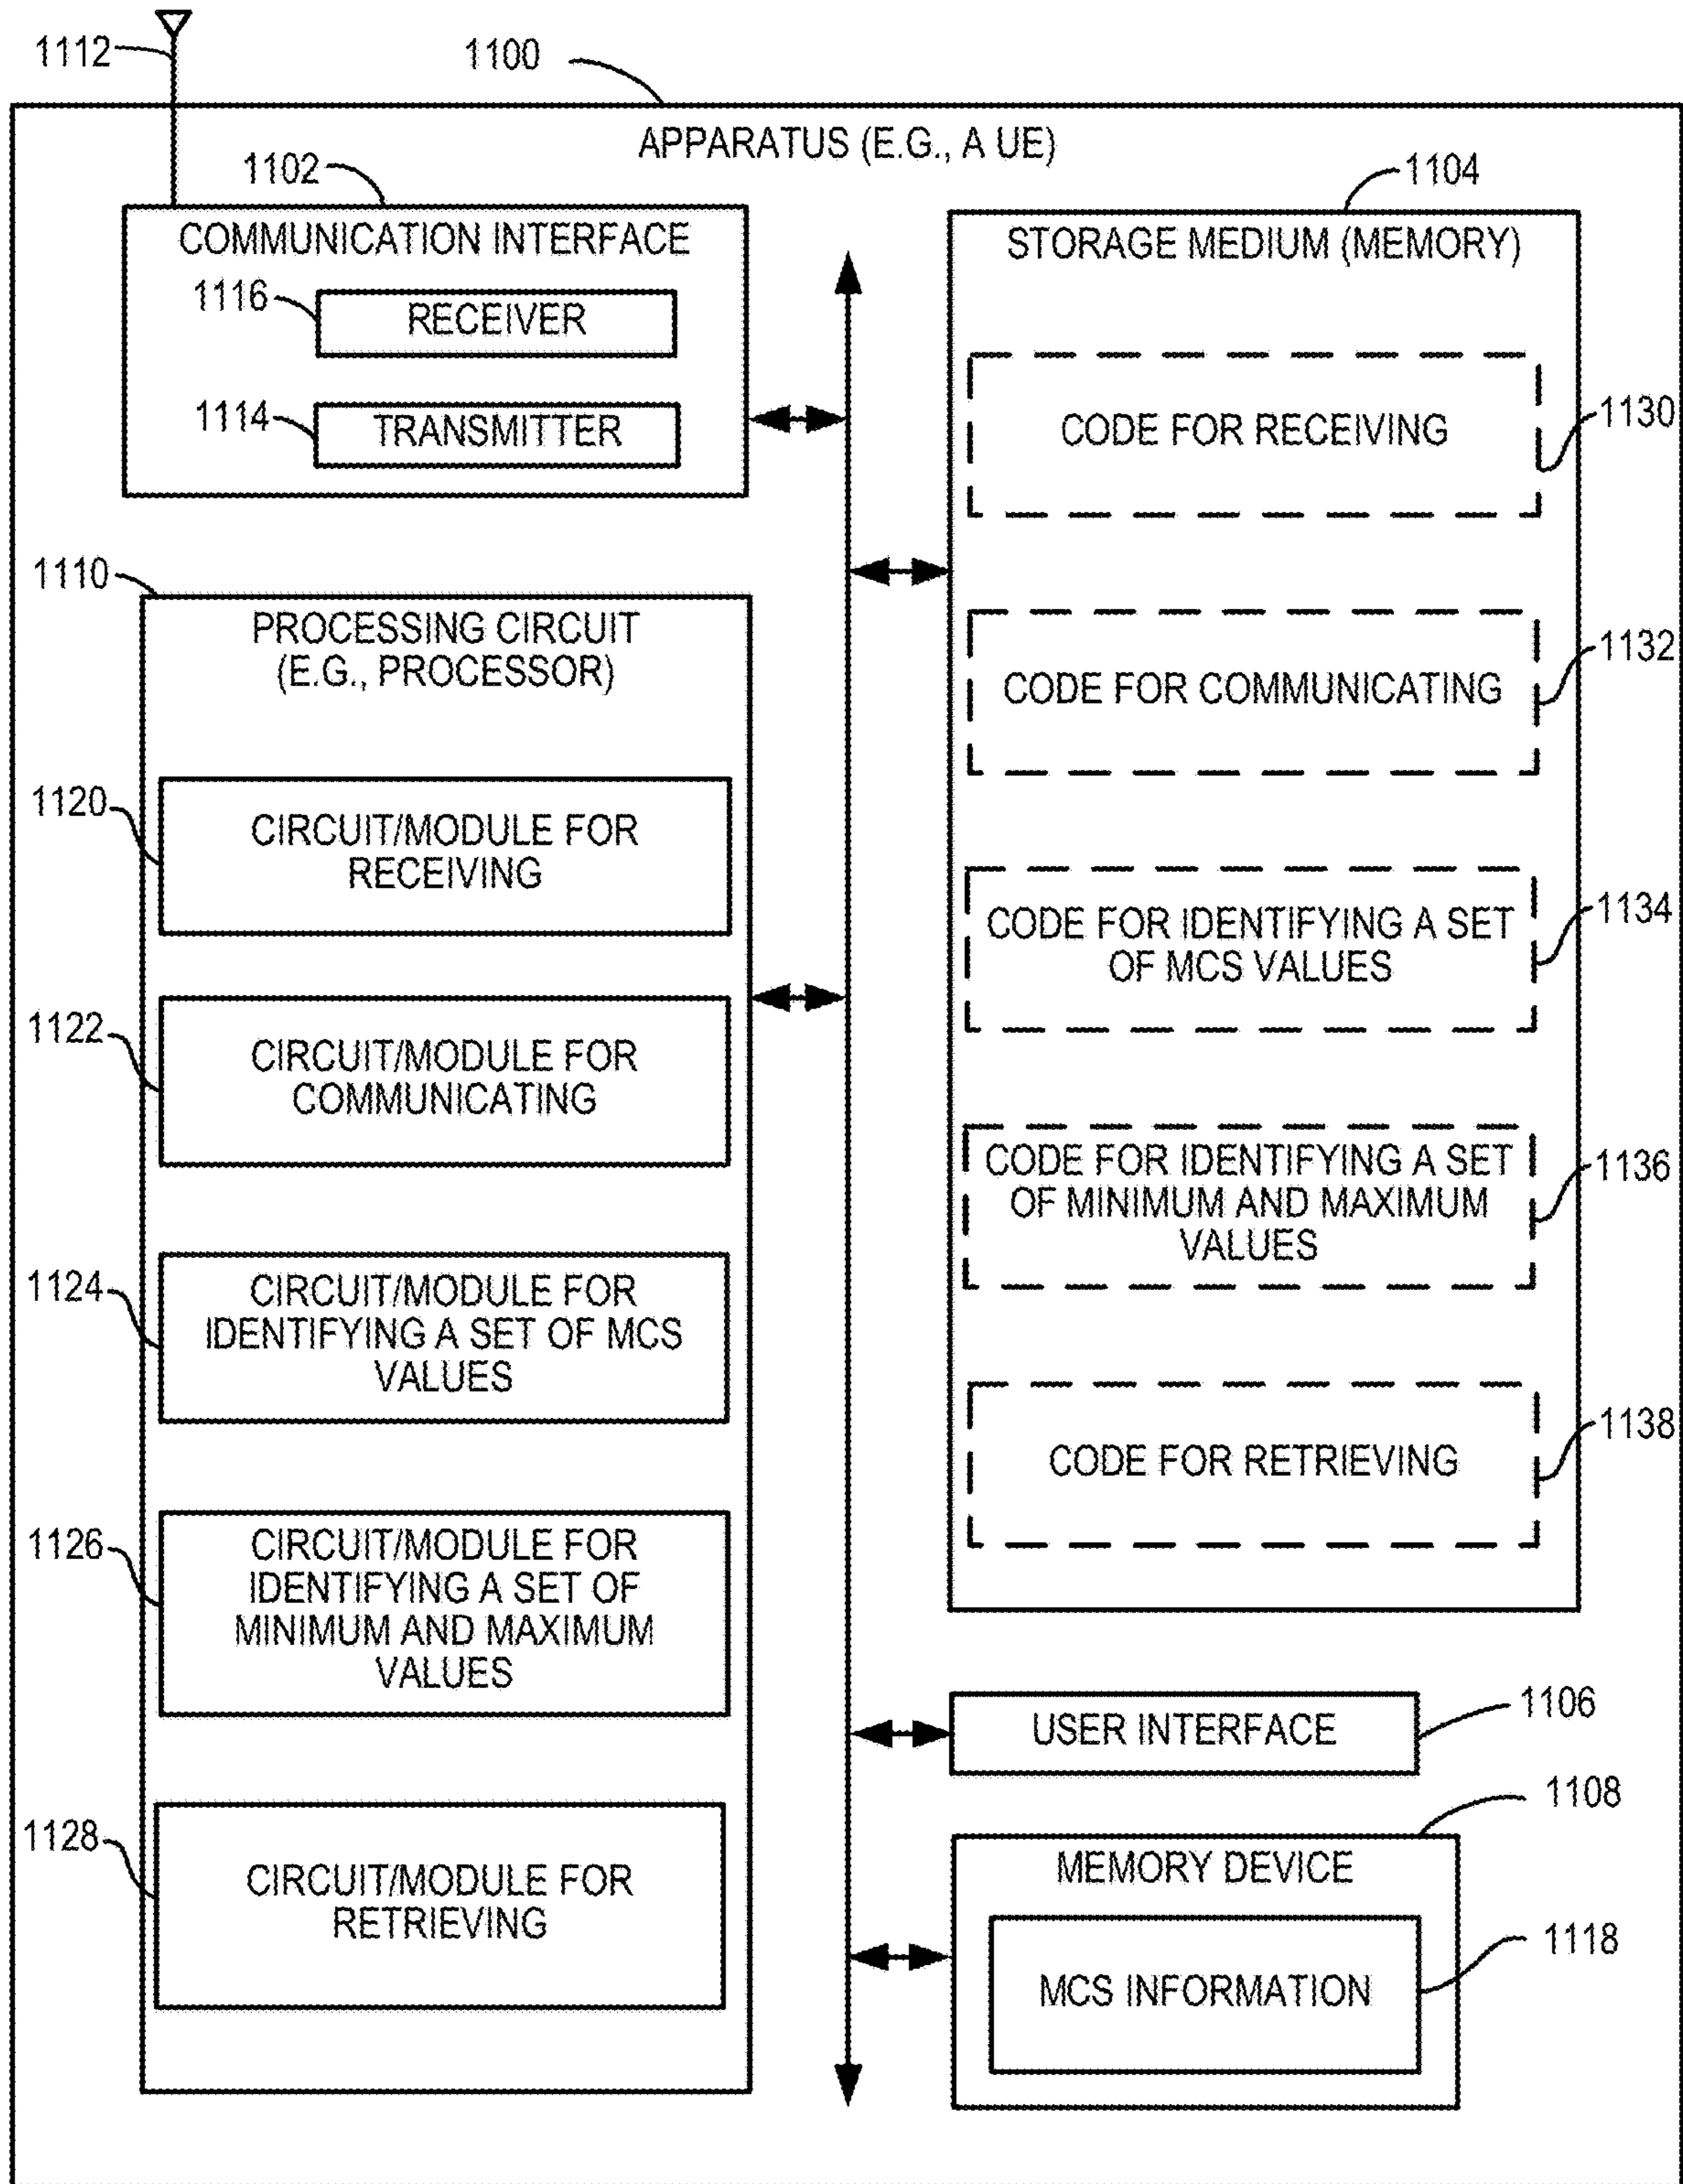 1112
1100
APPARATUS (E.G., A UE)
1102
COMMUNICATION INTERFACE
1116
RECEIVER
1114
TRANSMITTER
1110
PROCESSING CIRCUIT
(E.G., PROCESSOR)
1120
CIRCUIT/MODULE FOR
RECEIVING
1122
CIRCUIT/MODULE FOR
COMMUNICATING
1124
CIRCUIT/MODULE FOR
IDENTIFYING A SET OF MCS
VALUES
1126
CIRCUIT/MODULE FOR
IDENTIFYING A SET OF
MINIMUM AND MAXIMUM
VALUES
1128
CIRCUIT/MODULE FOR
RETRIEVING
1104
STORAGE MEDIUM (MEMORY)
CODE FOR RECEIVING
1130
CODE FOR COMMUNICATING
1132
CODE FOR IDENTIFYING A SET
OF MCS VALUES
1134
CODE FOR IDENTIFYING A SET
OF MINIMUM AND MAXIMUM
VALUES
1136
CODE FOR RETRIEVING
1138
USER INTERFACE
1106
1108
MEMORY DEVICE
MCS INFORMATION
1118